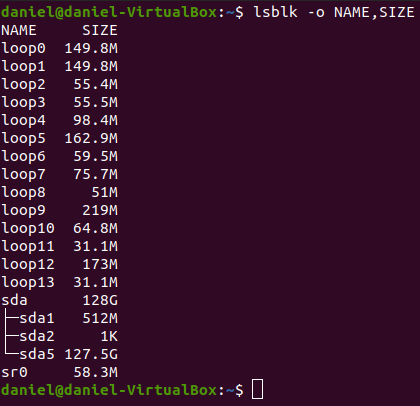 daniel@daniel-VirtualBox:~$ lsblk -o NAME,SIZE
NAME     SIZE
loop0  149.8M
loop1  149.8M
loop2   55.4M
loop3   55.5M
loop4   98.4M
loop5  162.9M
loop6   59.5M
loop7   75.7M
loop8     51M
loop9    219M
loop10  64.8M
loop11  31.1M
loop12   173M
loop13  31.1M
sda      128G
├─sda1   512M
├─sda2     1K
└─sda5 127.5G
sr0     58.3M
daniel@daniel-VirtualBox:~$